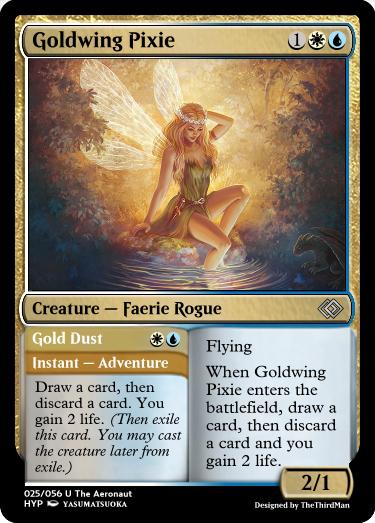 Goldwing Pixie 1
Creature — Faerie Rogue
Gold Dust
Instant — Adventure
Draw a card, then
discard a card. You
gain 2 life. (Then exile
this card. You may cast
the creature later from
exile.)
Flying
When Goldwing
Pixie enters the
battlefield, draw a
card, then discard
a card and you
gain 2 life.
2/1
025/056 U The Aeronaut
HYP YASUMATSUOKA
Designed by TheThirdMan